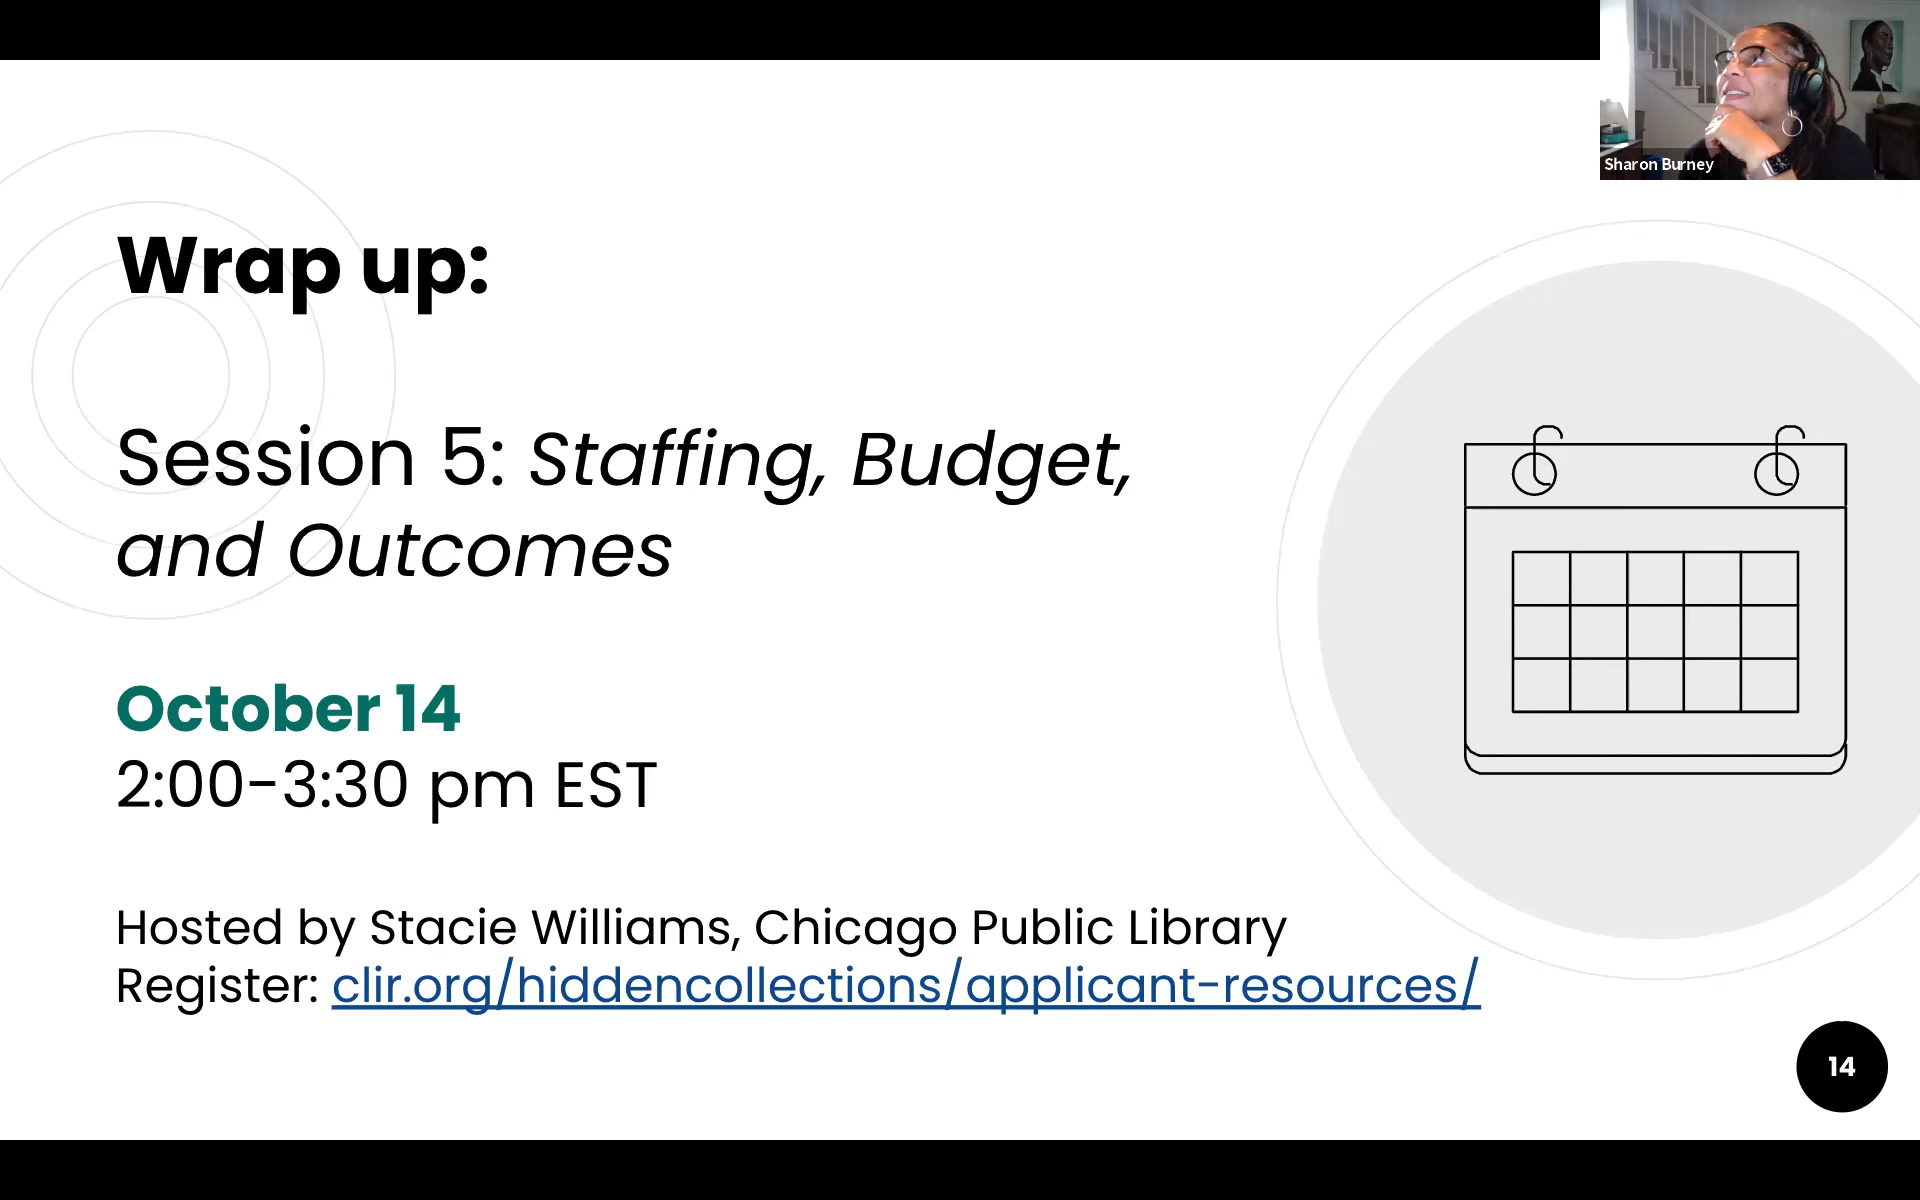 Sharon Burney
Wrap up:
Session 5: Staffing, Budget,
and Outcomes
October 14
2:00-3:30 pm EST
Hosted by Stacie Williams, Chicago Public Library
Register: clir.org/hiddencollections/applicant-resources/
14